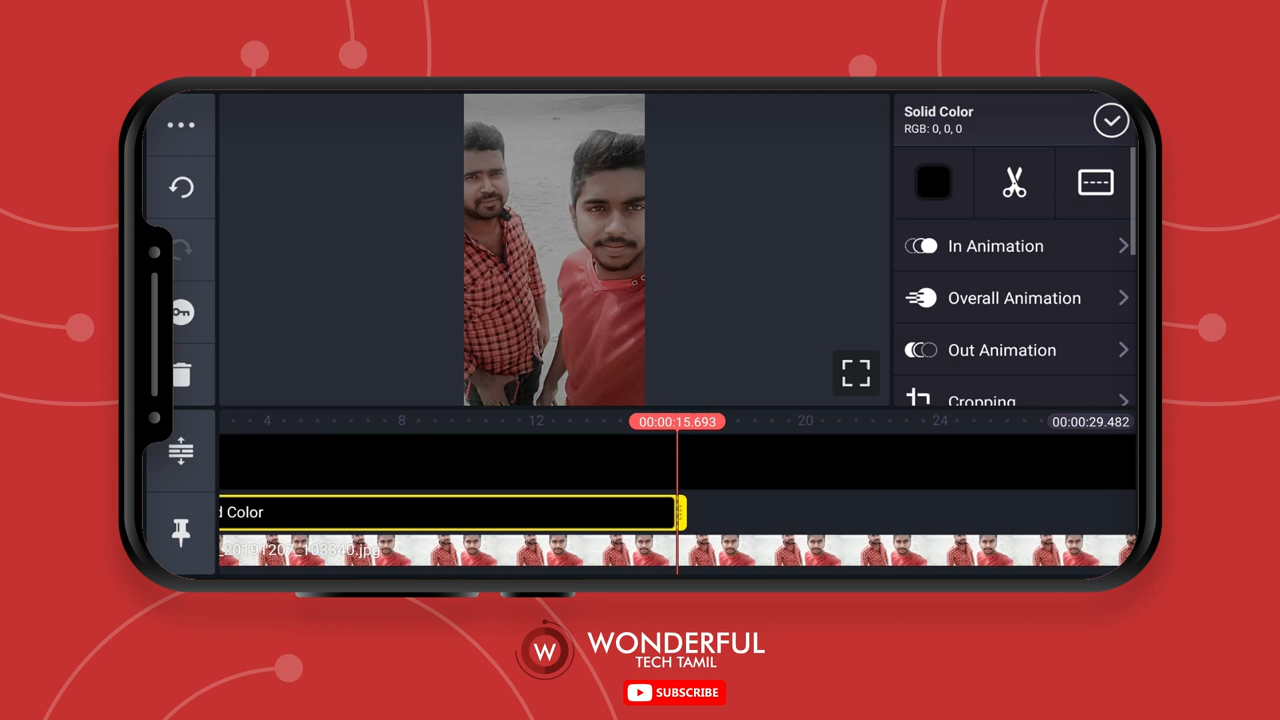 Solid Color
RGB: 0, 0, 0
In Animation
Overall Animation
Out Animation
Cropping
4
8
12
00:00:15.693
20
24
00:00:29.482
d Color
_20191207_103340.jpg
W
WONDERFUL
TECH TAMIL
SUBSCRIBE